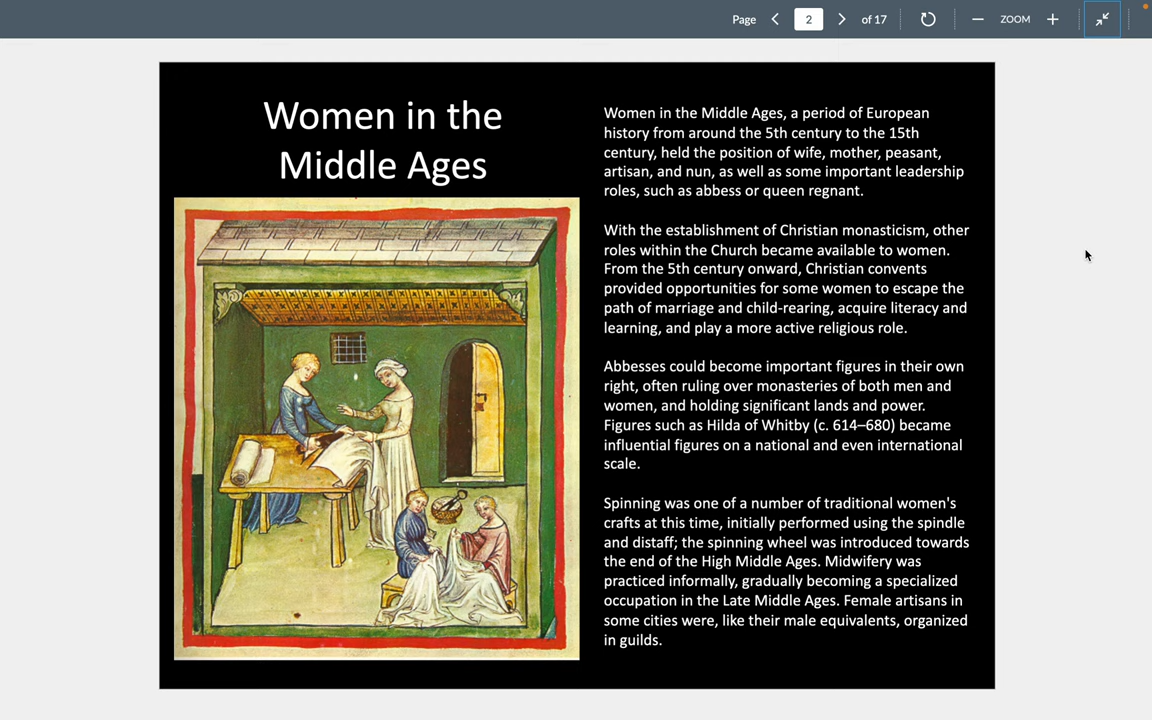 Page 2 of 17 ZOOM
Women in the
Middle Ages
Women in the Middle Ages, a period of European
history from around the 5th century to the 15th
century, held the position of wife, mother, peasant,
artisan, and nun, as well as some important leadership
roles, such as abbess or queen regnant.
With the establishment of Christian monasticism, other
roles within the Church became available to women.
From the 5th century onward, Christian convents
provided opportunities for some women to escape the
path of marriage and child-rearing, acquire literacy and
learning, and play a more active religious role.
Abbesses could become important figures in their own
right, often ruling over monasteries of both men and
women, and holding significant lands and power.
Figures such as Hilda of Whitby (c. 614–680) became
influential figures on a national and even international
scale.
Spinning was one of a number of traditional women's
crafts at this time, initially performed using the spindle
and distaff; the spinning wheel was introduced towards
the end of the High Middle Ages. Midwifery was
practiced informally, gradually becoming a specialized
occupation in the Late Middle Ages. Female artisans in
some cities were, like their male equivalents, organized
in guilds.